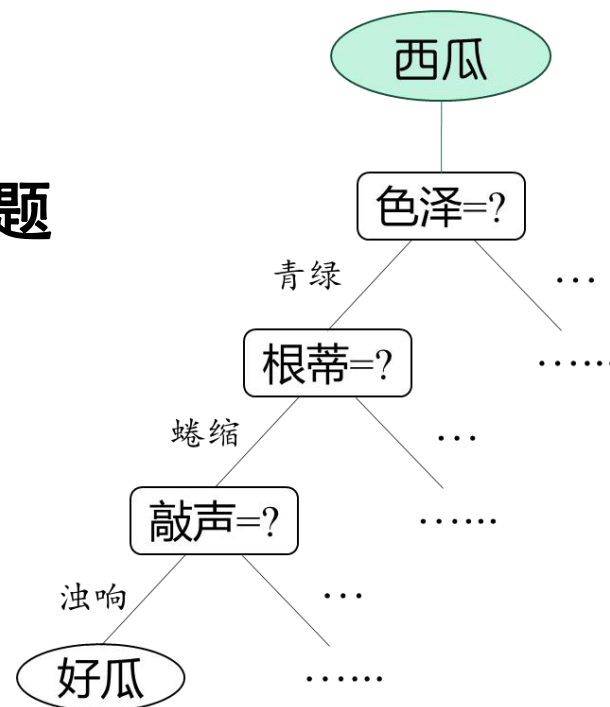 西瓜
题
色泽=?
青绿
…
根蒂=?
……
蜷缩
…
敲声=?
……
浊响
…
好瓜
……